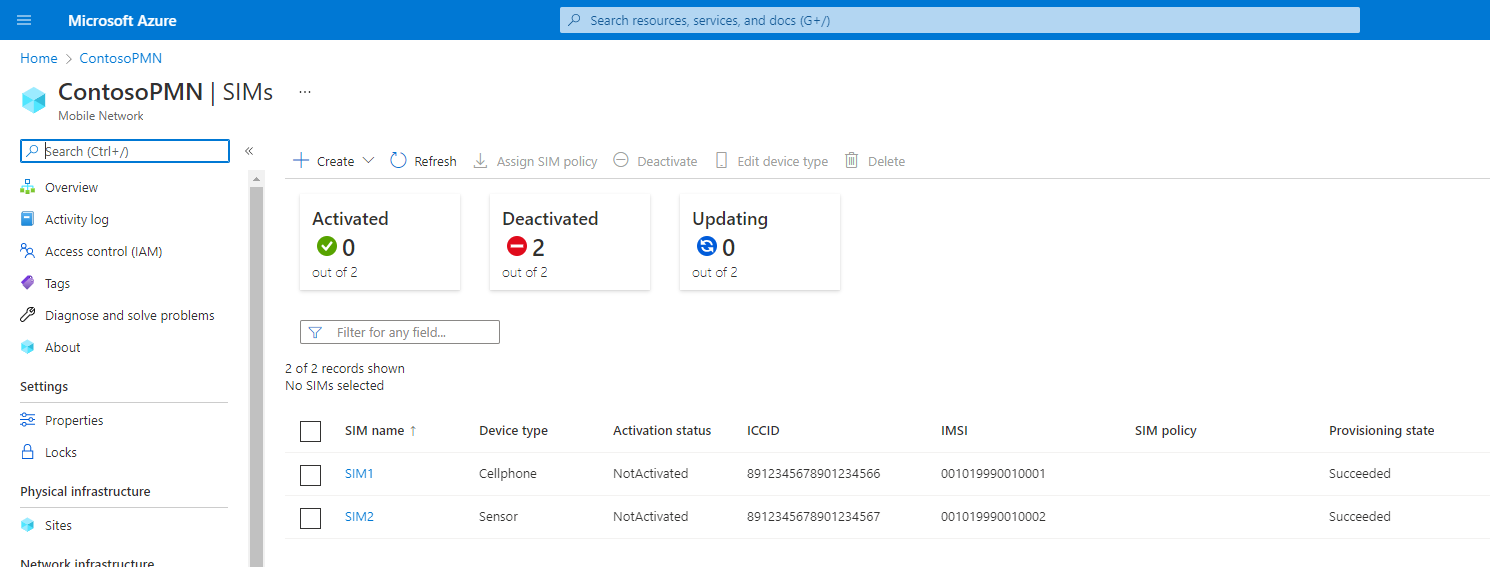 Microsoft Azure
Search resources, services, and docs (G+/)
Home > ContosoPMN
ContosoPMN | SIMs ...
Mobile Network
Search (Ctrl+/)
«
Overview
Activity log
Access control (IAM)
Tags
Diagnose and solve problems
About
Settings
Properties
Locks
Physical infrastructure
Sites
Network infrastructure
Create Refresh Assign SIM policy Deactivate Edit device type Delete
Activated
0
out of 2
Deactivated
2
out of 2
Updating
0
out of 2
Filter for any field...
2 of 2 records shown
No SIMs selected
SIM name ↑ Device type Activation status ICCID IMSI SIM policy Provisioning state
SIM1 Cellphone NotActivated 8912345678901234566 001019990010001 Succeeded
SIM2 Sensor NotActivated 8912345678901234567 001019990010002 Succeeded